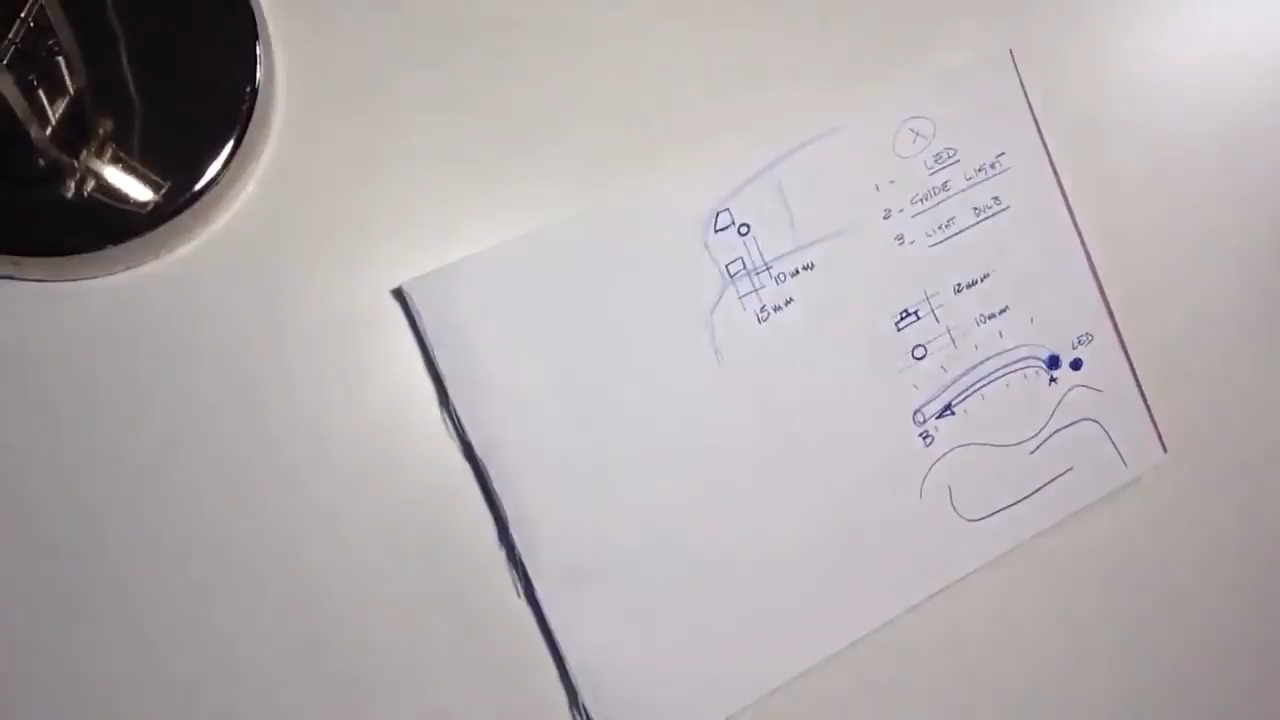 X
1- LED
2- GUIDE LIGHT
3- LIGHT BULB
10mm
15mm
12mm
10mm
LED
A
B